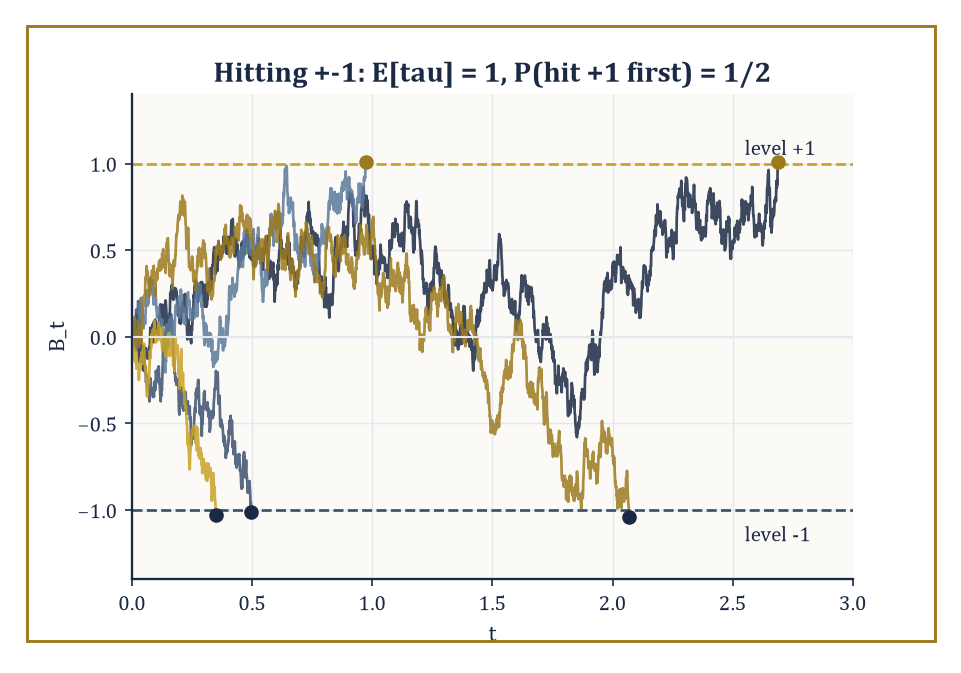 Hitting +-1: E[tau] = 1, P(hit +1 first) = 1/2
level +1
1.0
0.5
0.0
−0.5
−1.0
B_t
level -1
0.0 0.5 1.0 1.5 2.0 2.5 3.0
t